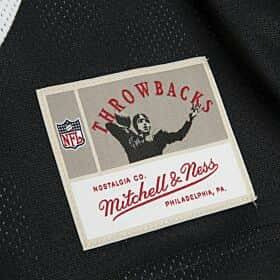 THROWBACKS
NFL
NOSTALGIA CO.
Mitchell & Ness
PHILADELPHIA, PA.